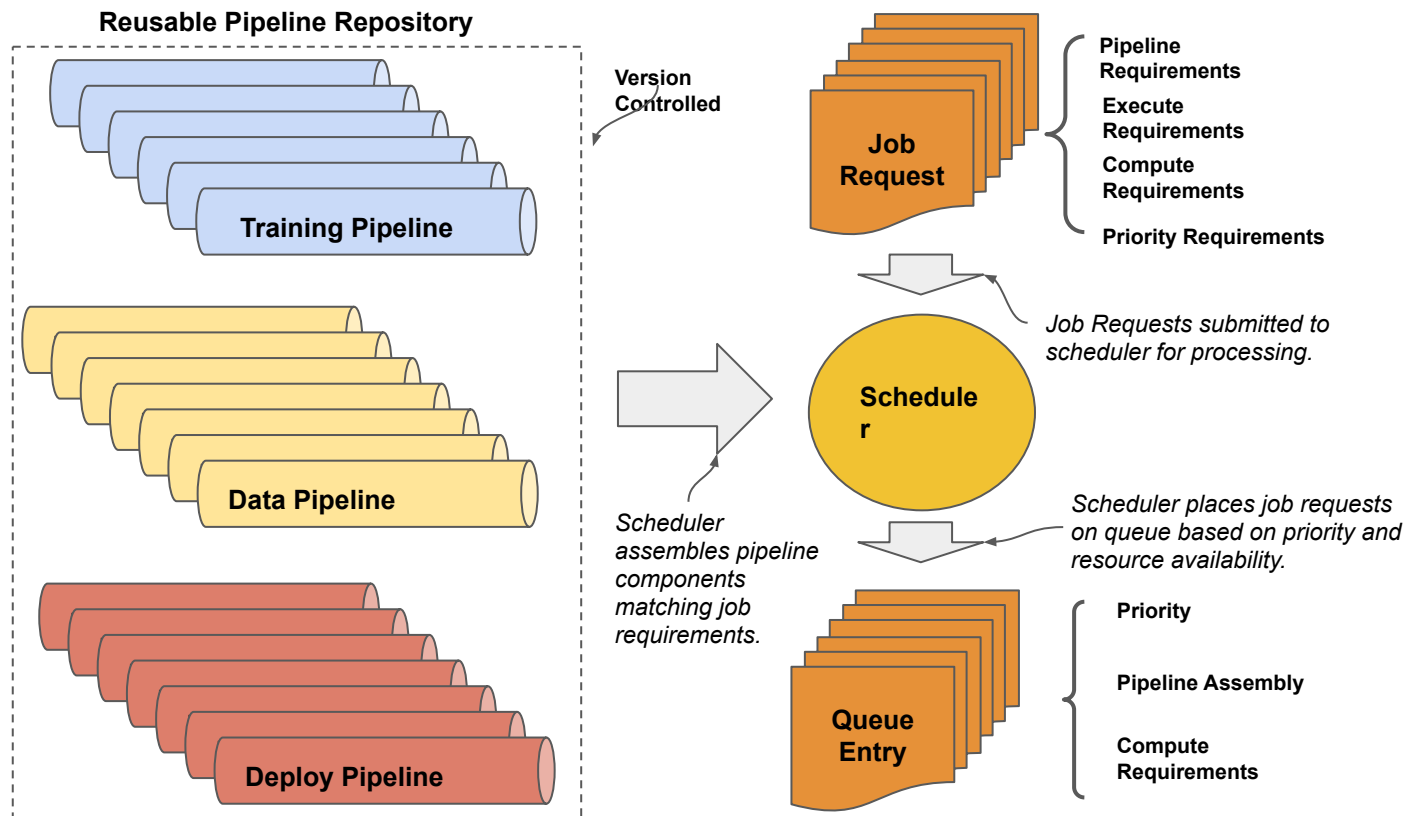 Reusable Pipeline Repository
Training Pipeline
Data Pipeline
Deploy Pipeline
Version
Controlled
Scheduler
assembles pipeline
components
matching job
requirements.
Job
Request
Pipeline
Requirements
Execute
Requirements
Compute
Requirements
Priority Requirements
Job Requests submitted to
scheduler for processing.
Schedule
r
Scheduler places job requests
on queue based on priority and
resource availability.
Queue
Entry
Priority
Pipeline Assembly
Compute
Requirements